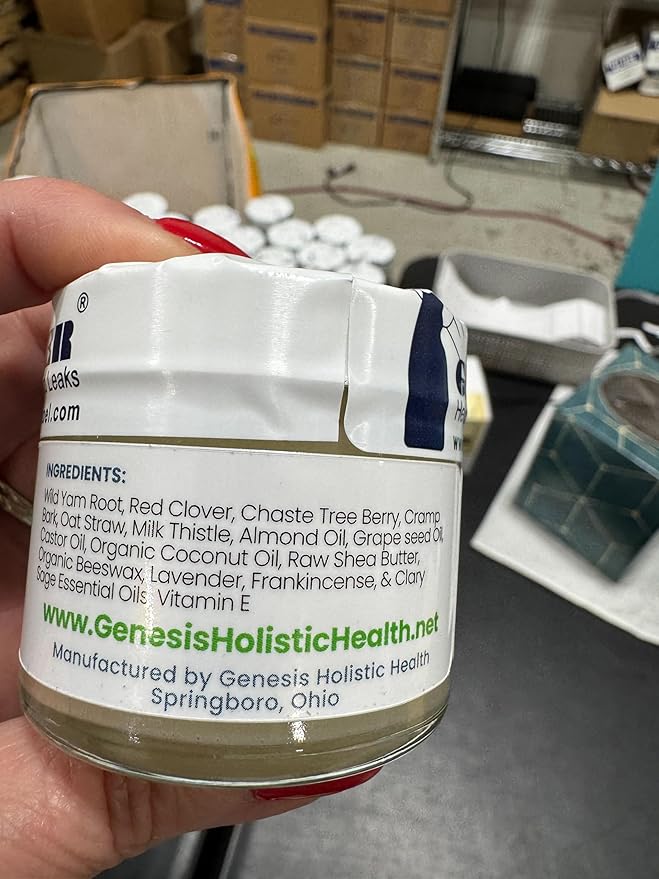 ®
Leaks
el.com
INGREDIENTS:
Wild Yam Root, Red Clover, Chaste Tree Berry, Cramp
Bark, Oat Straw, Milk Thistle, Almond Oil, Grape seed Oil,
Castor Oil, Organic Coconut Oil, Raw Shea Butter,
Organic Beeswax, Lavender, Frankincense, & Clary
Sage Essential Oils, Vitamin E
www.GenesisHolisticHealth.net
Manufactured by Genesis Holistic Health
Springboro, Ohio